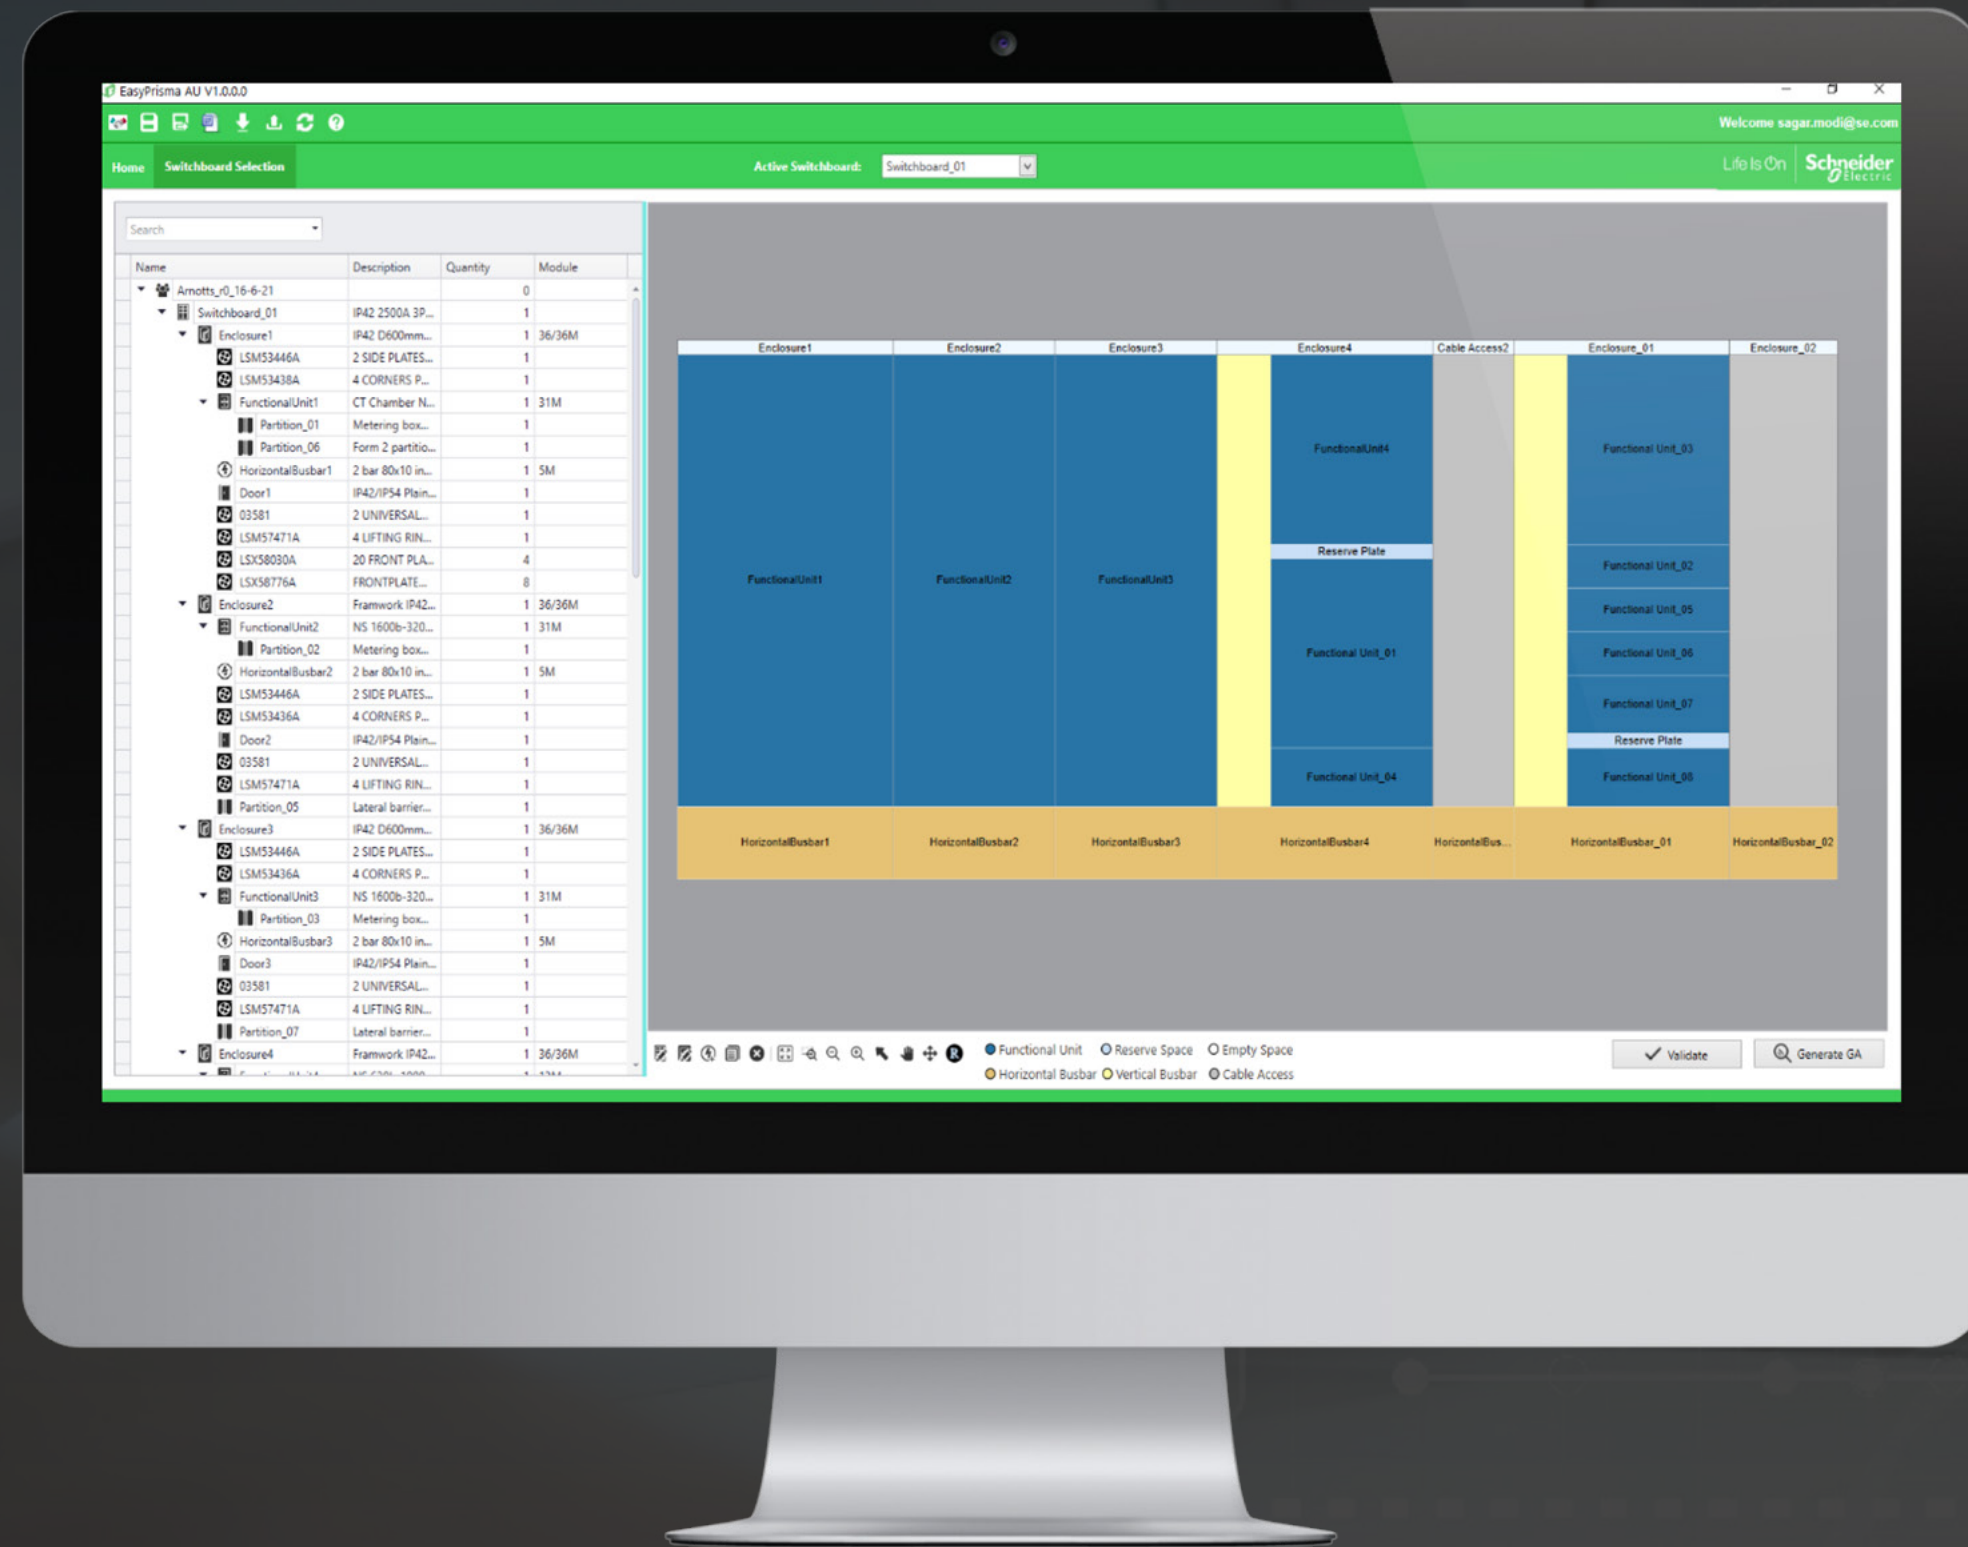 EasyPrisma AU V1.0.0.0
Welcome sagar.modi@se.com
Home Switchboard Selection Active Switchboard: Switchboard_01 Life Is On Schneider Electric
Search
Name Description Quantity Module
Arnotts_r0_16-6-21 0
Switchboard_01 IP42 2500A 3P... 1
Enclosure1 IP42 D600mm... 1 36/36M
LSM53446A 2 SIDE PLATES... 1
LSM53438A 4 CORNERS P... 1
FunctionalUnit1 CT Chamber N... 1 31M
Partition_01 Metering box... 1
Partition_06 Form 2 partitio... 1
HorizontalBusbar1 2 bar 80x10 in... 1 5M
Door1 IP42/IP54 Plain... 1
03581 2 UNIVERSAL... 1
LSM57471A 4 LIFTING RIN... 1
LSX58030A 20 FRONT PLA... 4
LSX58776A FRONTPLATE... 8
Enclosure2 Framwork IP42... 1 36/36M
FunctionalUnit2 NS 1600b-320... 1 31M
Partition_02 Metering box... 1
HorizontalBusbar2 2 bar 80x10 in... 1 5M
LSM53446A 2 SIDE PLATES... 1
LSM53436A 4 CORNERS P... 1
Door2 IP42/IP54 Plain... 1
03581 2 UNIVERSAL... 1
LSM57471A 4 LIFTING RIN... 1
Partition_05 Lateral barrier... 1
Enclosure3 IP42 D600mm... 1 36/36M
LSM53446A 2 SIDE PLATES... 1
LSM53436A 4 CORNERS P... 1
FunctionalUnit3 NS 1600b-320... 1 31M
Partition_03 Metering box... 1
HorizontalBusbar3 2 bar 80x10 in... 1 5M
Door3 IP42/IP54 Plain... 1
03581 2 UNIVERSAL... 1
LSM57471A 4 LIFTING RIN... 1
Partition_07 Lateral barrier... 1
Enclosure4 Framwork IP42... 1 36/36M
Enclosure1 Enclosure2 Enclosure3 Enclosure4 Cable Access2 Enclosure_01 Enclosure_02
FunctionalUnit4 Functional Unit_03
Reserve Plate
Functional Unit_02
FunctionalUnit1 FunctionalUnit2 FunctionalUnit3
Functional Unit_05
Functional Unit_01 Functional Unit_06
Functional Unit_07
Reserve Plate
Functional Unit_04 Functional Unit_08
HorizontalBusbar1 HorizontalBusbar2 HorizontalBusbar3 HorizontalBusbar4 HorizontalBus... HorizontalBusbar_01 HorizontalBusbar_02
R
Functional Unit Reserve Space Empty Space
Horizontal Busbar Vertical Busbar Cable Access
Validate Generate GA